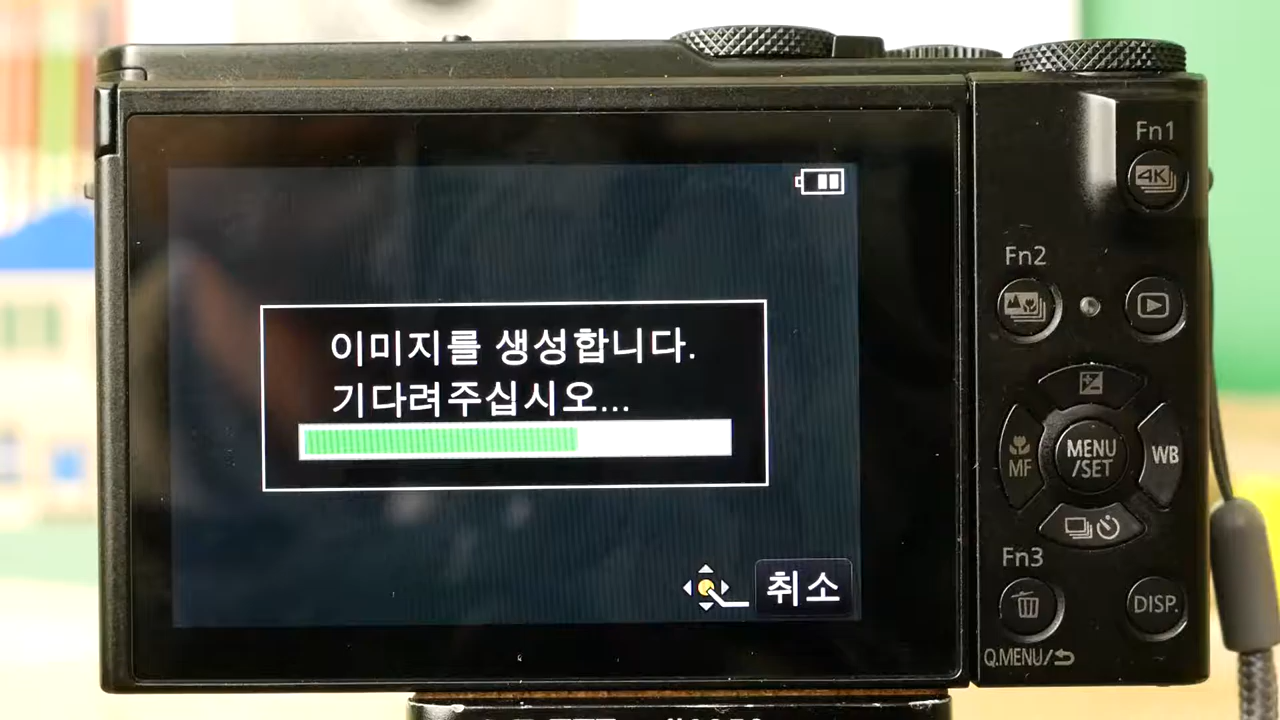 Fn1
4K
Fn2
이미지를 생성합니다.
기다려주십시오...
MF
MENU
/SET
WB
Fn3
취소
DISP.
Q.MENU/